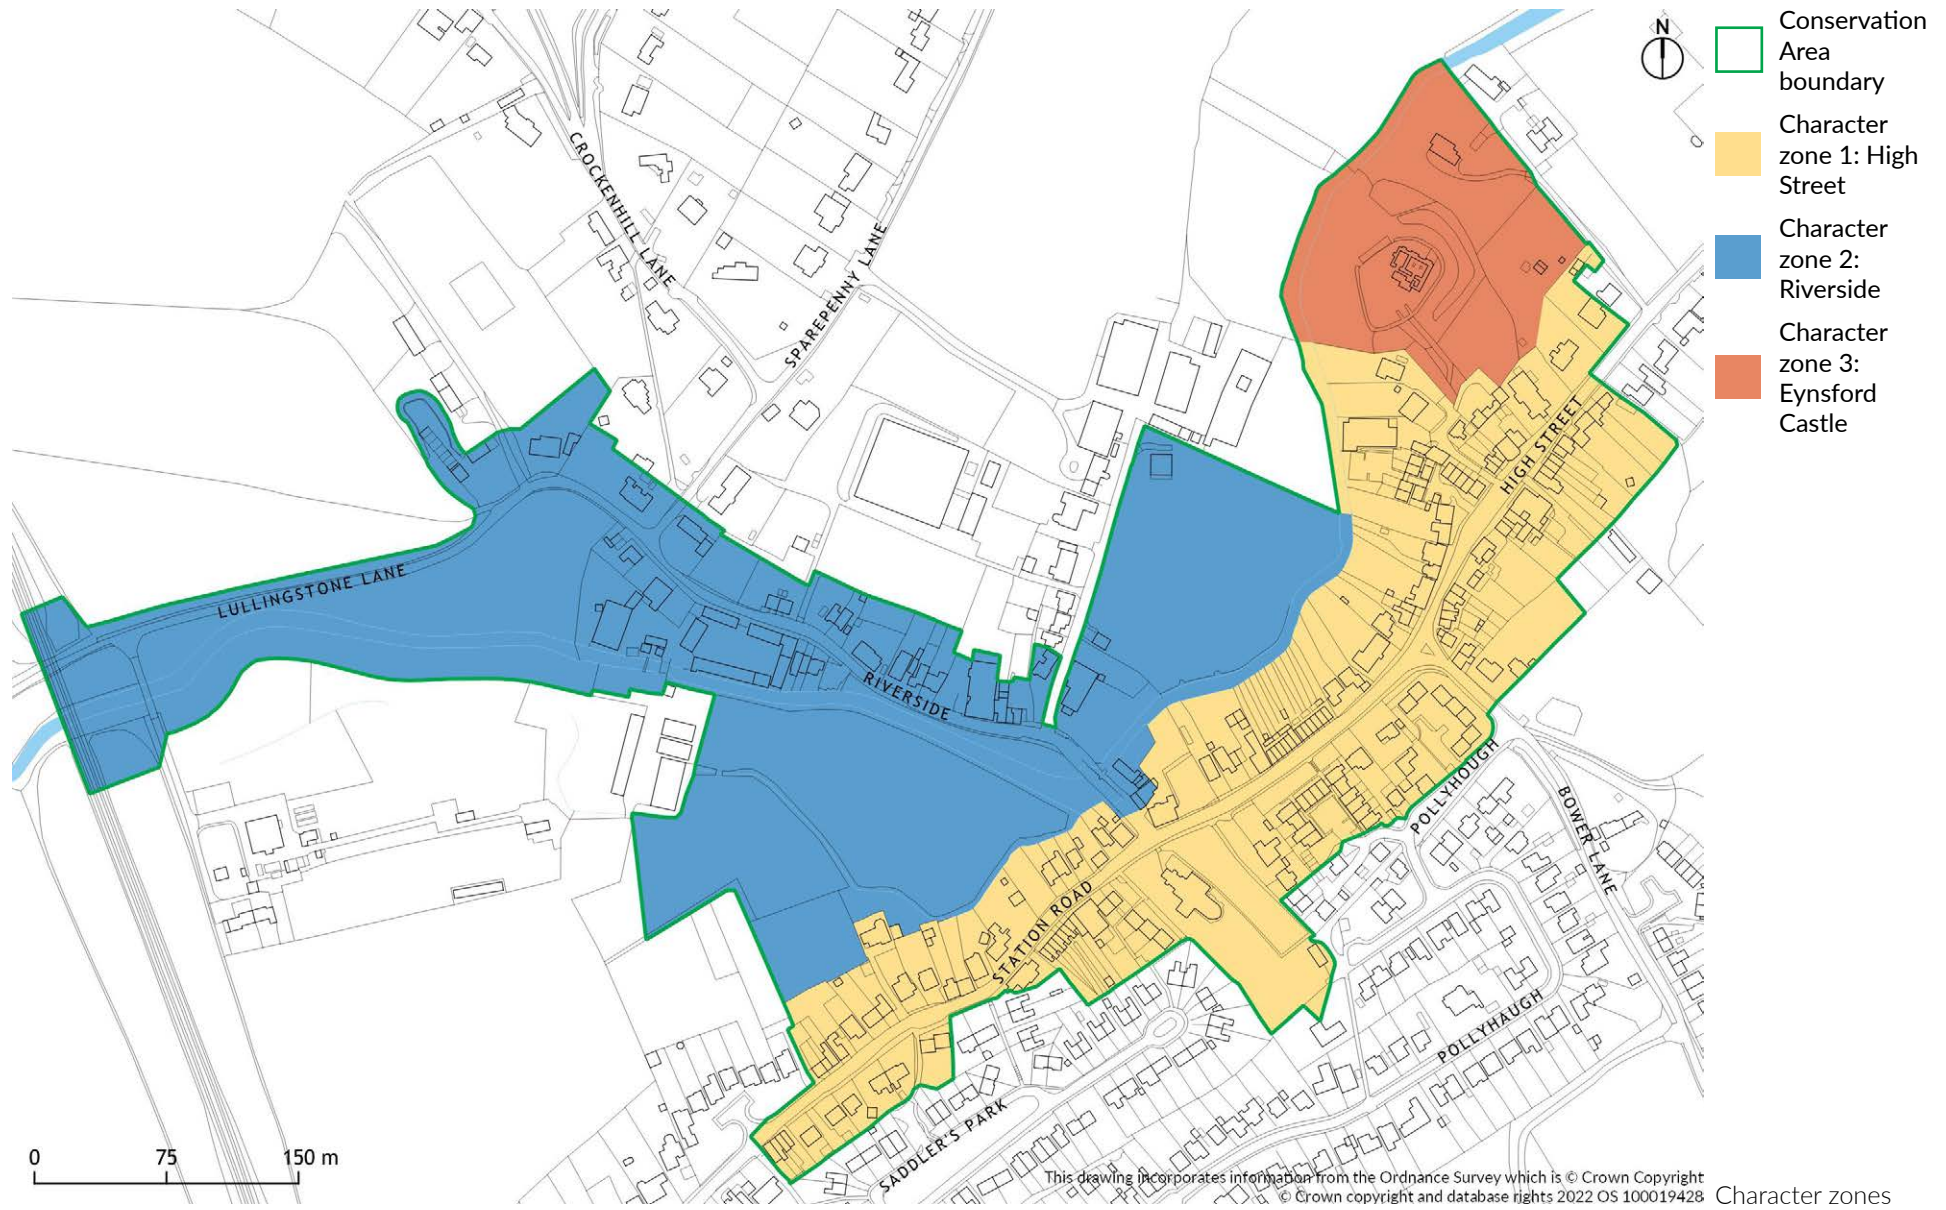 CROCKENHILL LANE
SPAREPENNY LANE
LULLINGSTONE LANE
RIVERSIDE
HIGH STREET
STATION ROAD
POLLYHOUGH
BOWER LANE
POLLYHAUGH
SADDLER'S PARK
N
0 75 150 m
This drawing incorporates information from the Ordnance Survey which is © Crown Copyright
© Crown copyright and database rights 2022 OS 100019428
Conservation
Area
boundary
Character
zone 1: High
Street
Character
zone 2:
Riverside
Character
zone 3:
Eynsford
Castle
Character zones